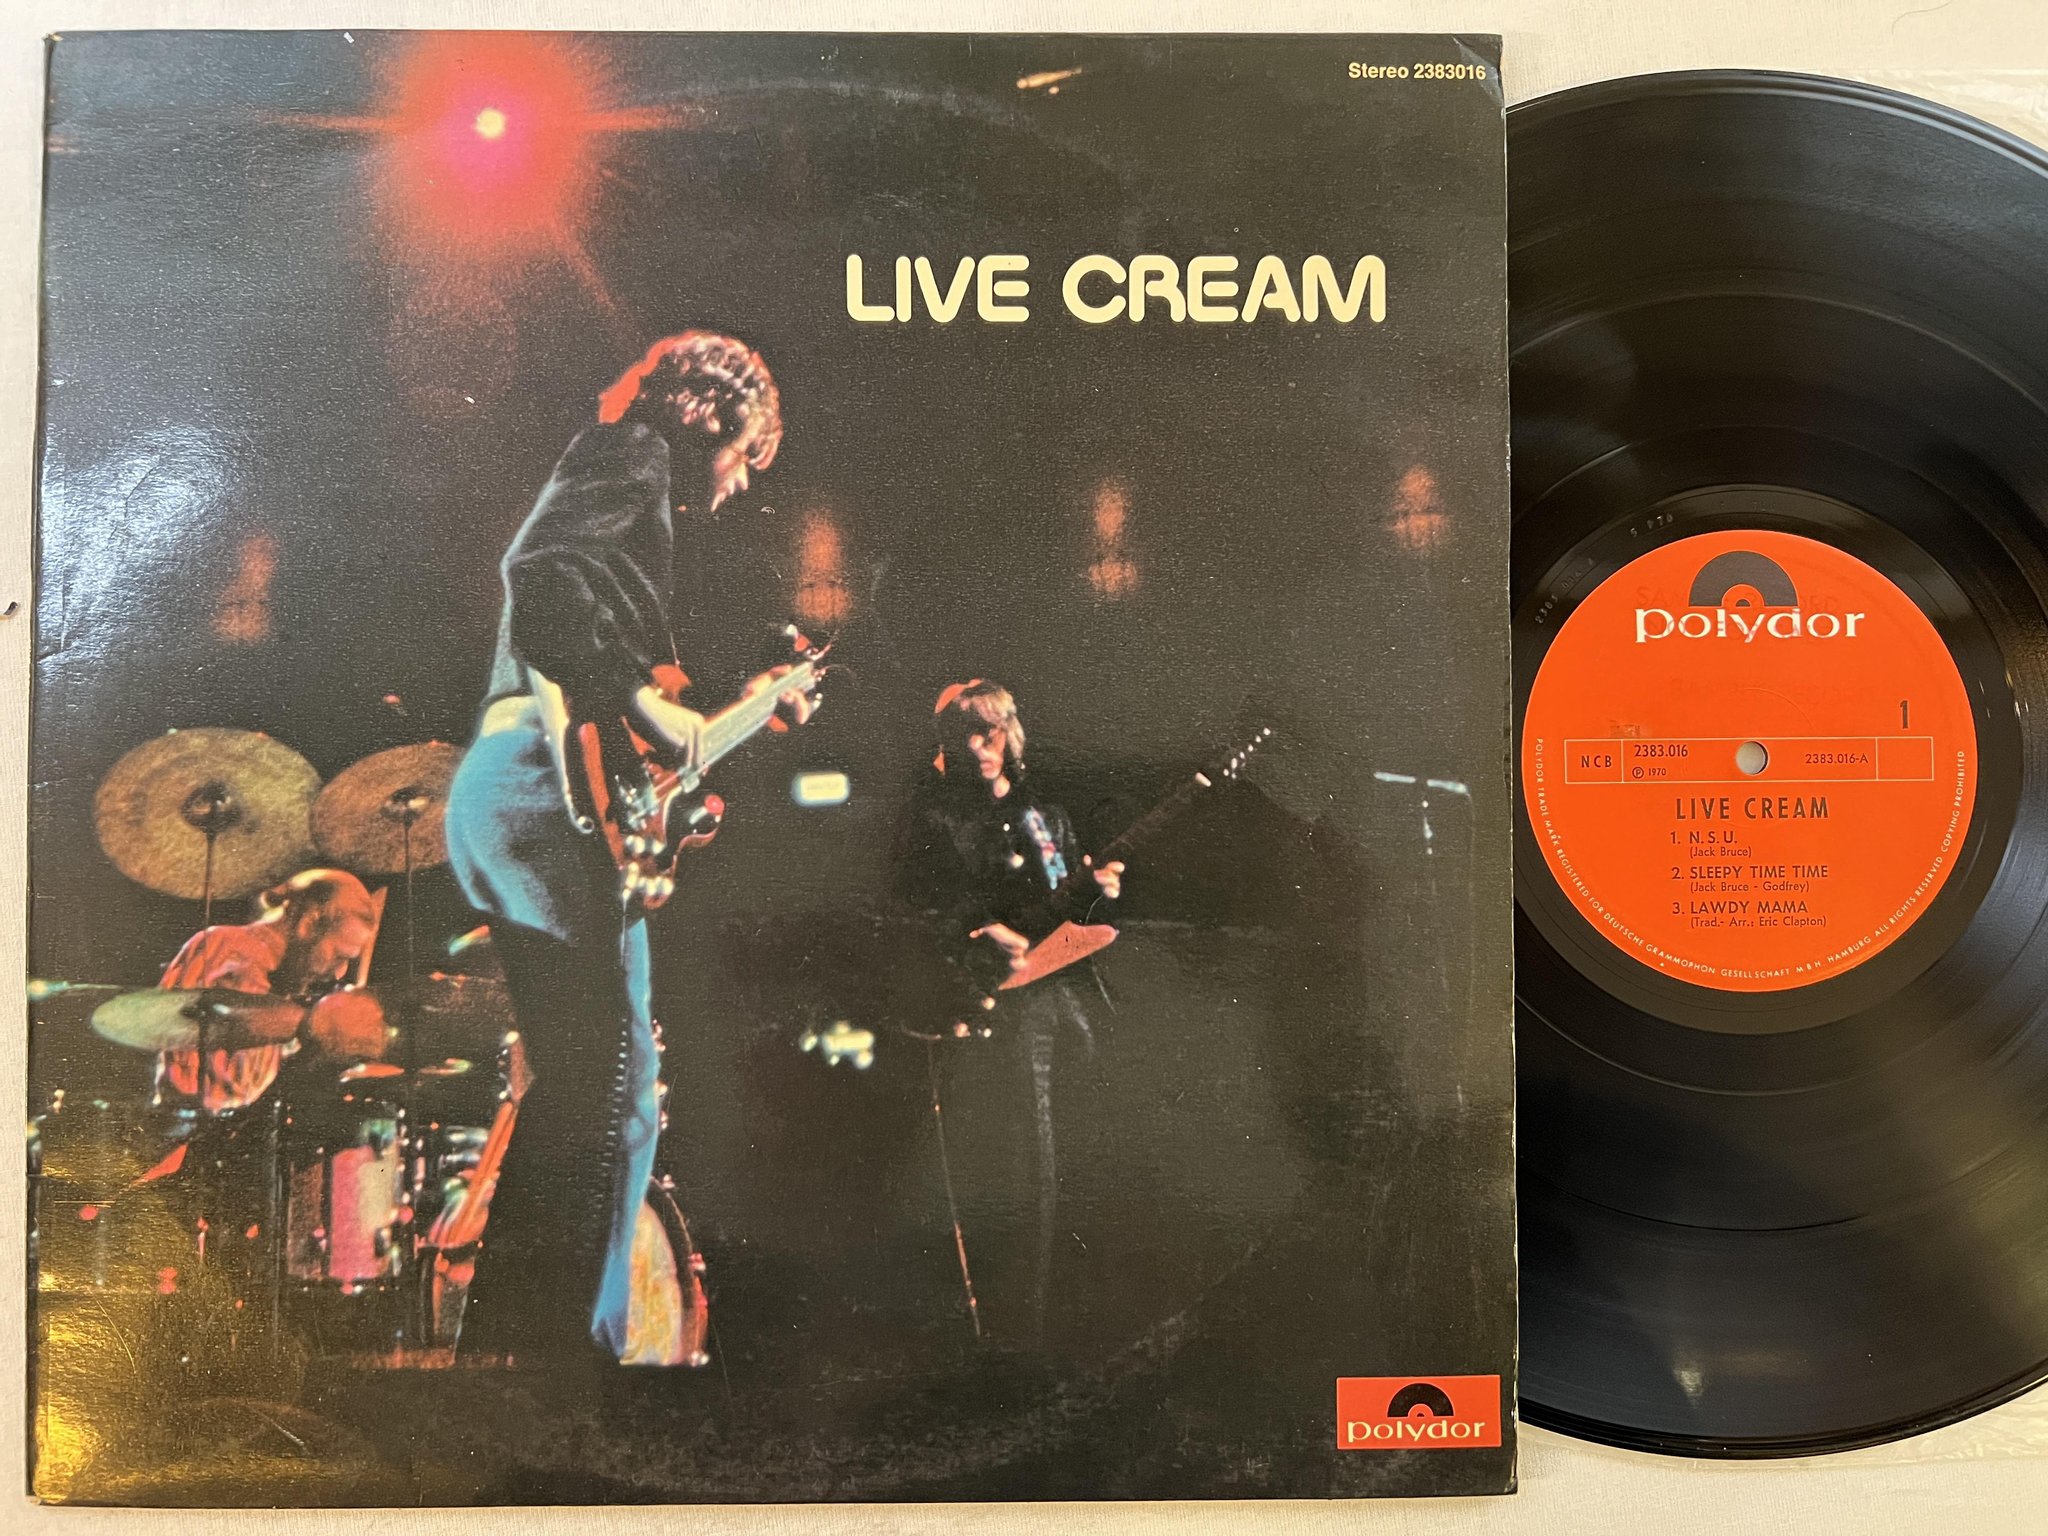 Stereo 2383016
LIVE CREAM
polydor
polydor
1
NCB
2383.016
℗ 1970
2383.016-A
LIVE CREAM
1. N.S.U.
(Jack Bruce)
2. SLEEPY TIME TIME
(Jack Bruce - Godfrey)
3. LAWDY MAMA
(Trad.- Arr.: Eric Clapton)
POLYDOR TRADE MARK REGISTERED FOR DEUTSCHE GRAMMOPHON GESELLSCHAFT M B H. HAMBURG ALL RIGHTS RESERVED COPYING PROHIBITED